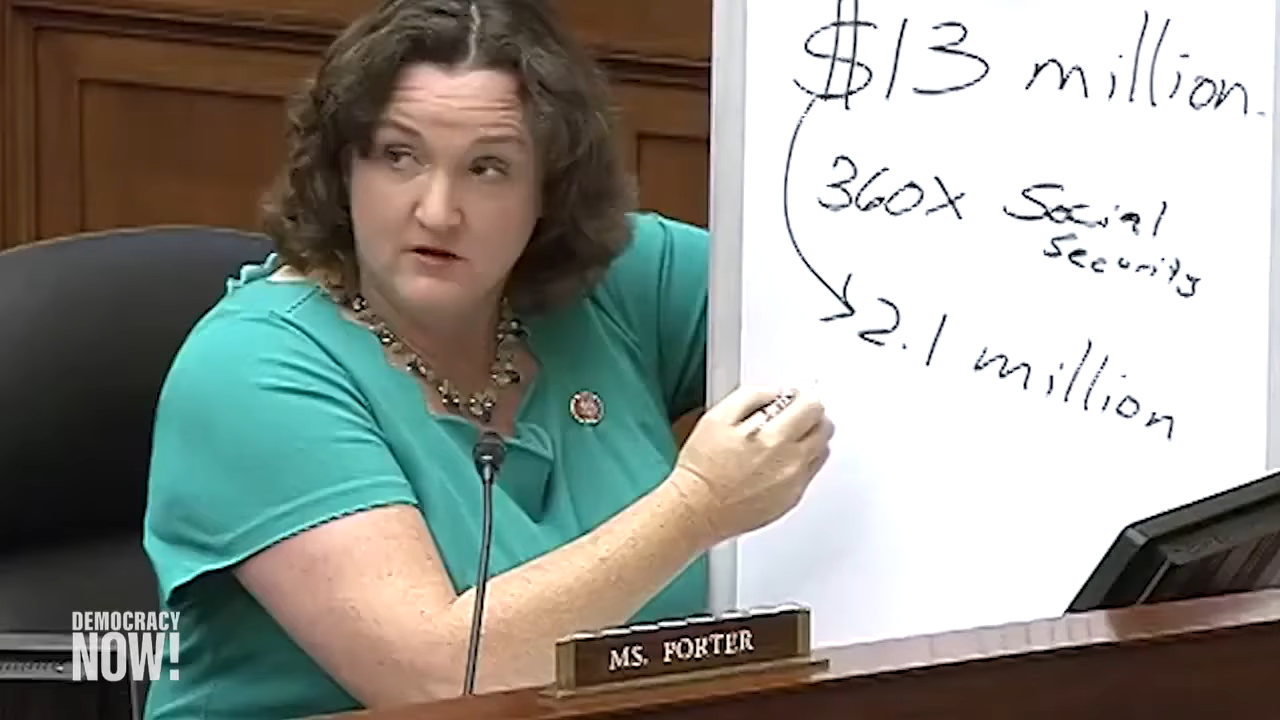 $13 million.
360X Social
Security
2.1 million
MS. PORTER
DEMOCRACY
NOW!